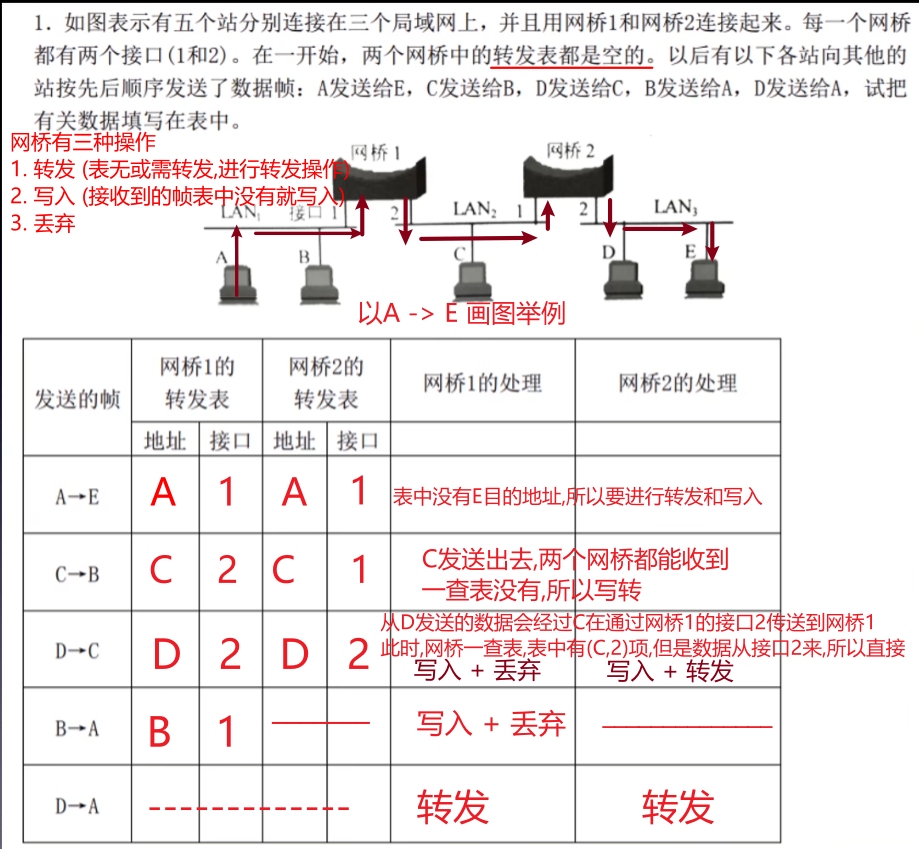 1. 如图表示有五个站分别连接在三个局域网上，并且用网桥1和网桥2连接起来。每一个网桥
都有两个接口(1和2)。在一开始，两个网桥中的转发表都是空的。以后有以下各站向其他的
站按先后顺序发送了数据帧：A发送给E，C发送给B，D发送给C，B发送给A，D发送给A，试把
有关数据填写在表中。
网桥有三种操作
1. 转发 (表无或需转发,进行转发操作)
2. 写入 (接收到的帧表中没有就写入)
3. 丢弃
网桥1
网桥2
LAN₁ 接口 1 2 LAN₂ 1 2 LAN₃
A B C D E
以A -> E 画图举例
发送的帧 网桥1的转发表 网桥2的转发表 网桥1的处理 网桥2的处理
地址 接口 地址 接口
A→E A 1 A 1 表中没有E目的地址,所以要进行转发和写入
C→B C 2 C 1 C发送出去,两个网桥都能收到
一查表没有,所以写转
从D发送的数据会经过C在通过网桥1的接口2传送到网桥1
此时,网桥一查表,表中有(C,2)项,但是数据从接口2来,所以直接
D→C D 2 D 2 写入 + 丢弃 写入 + 转发
B→A B 1 写入 + 丢弃
D→A 转发 转发